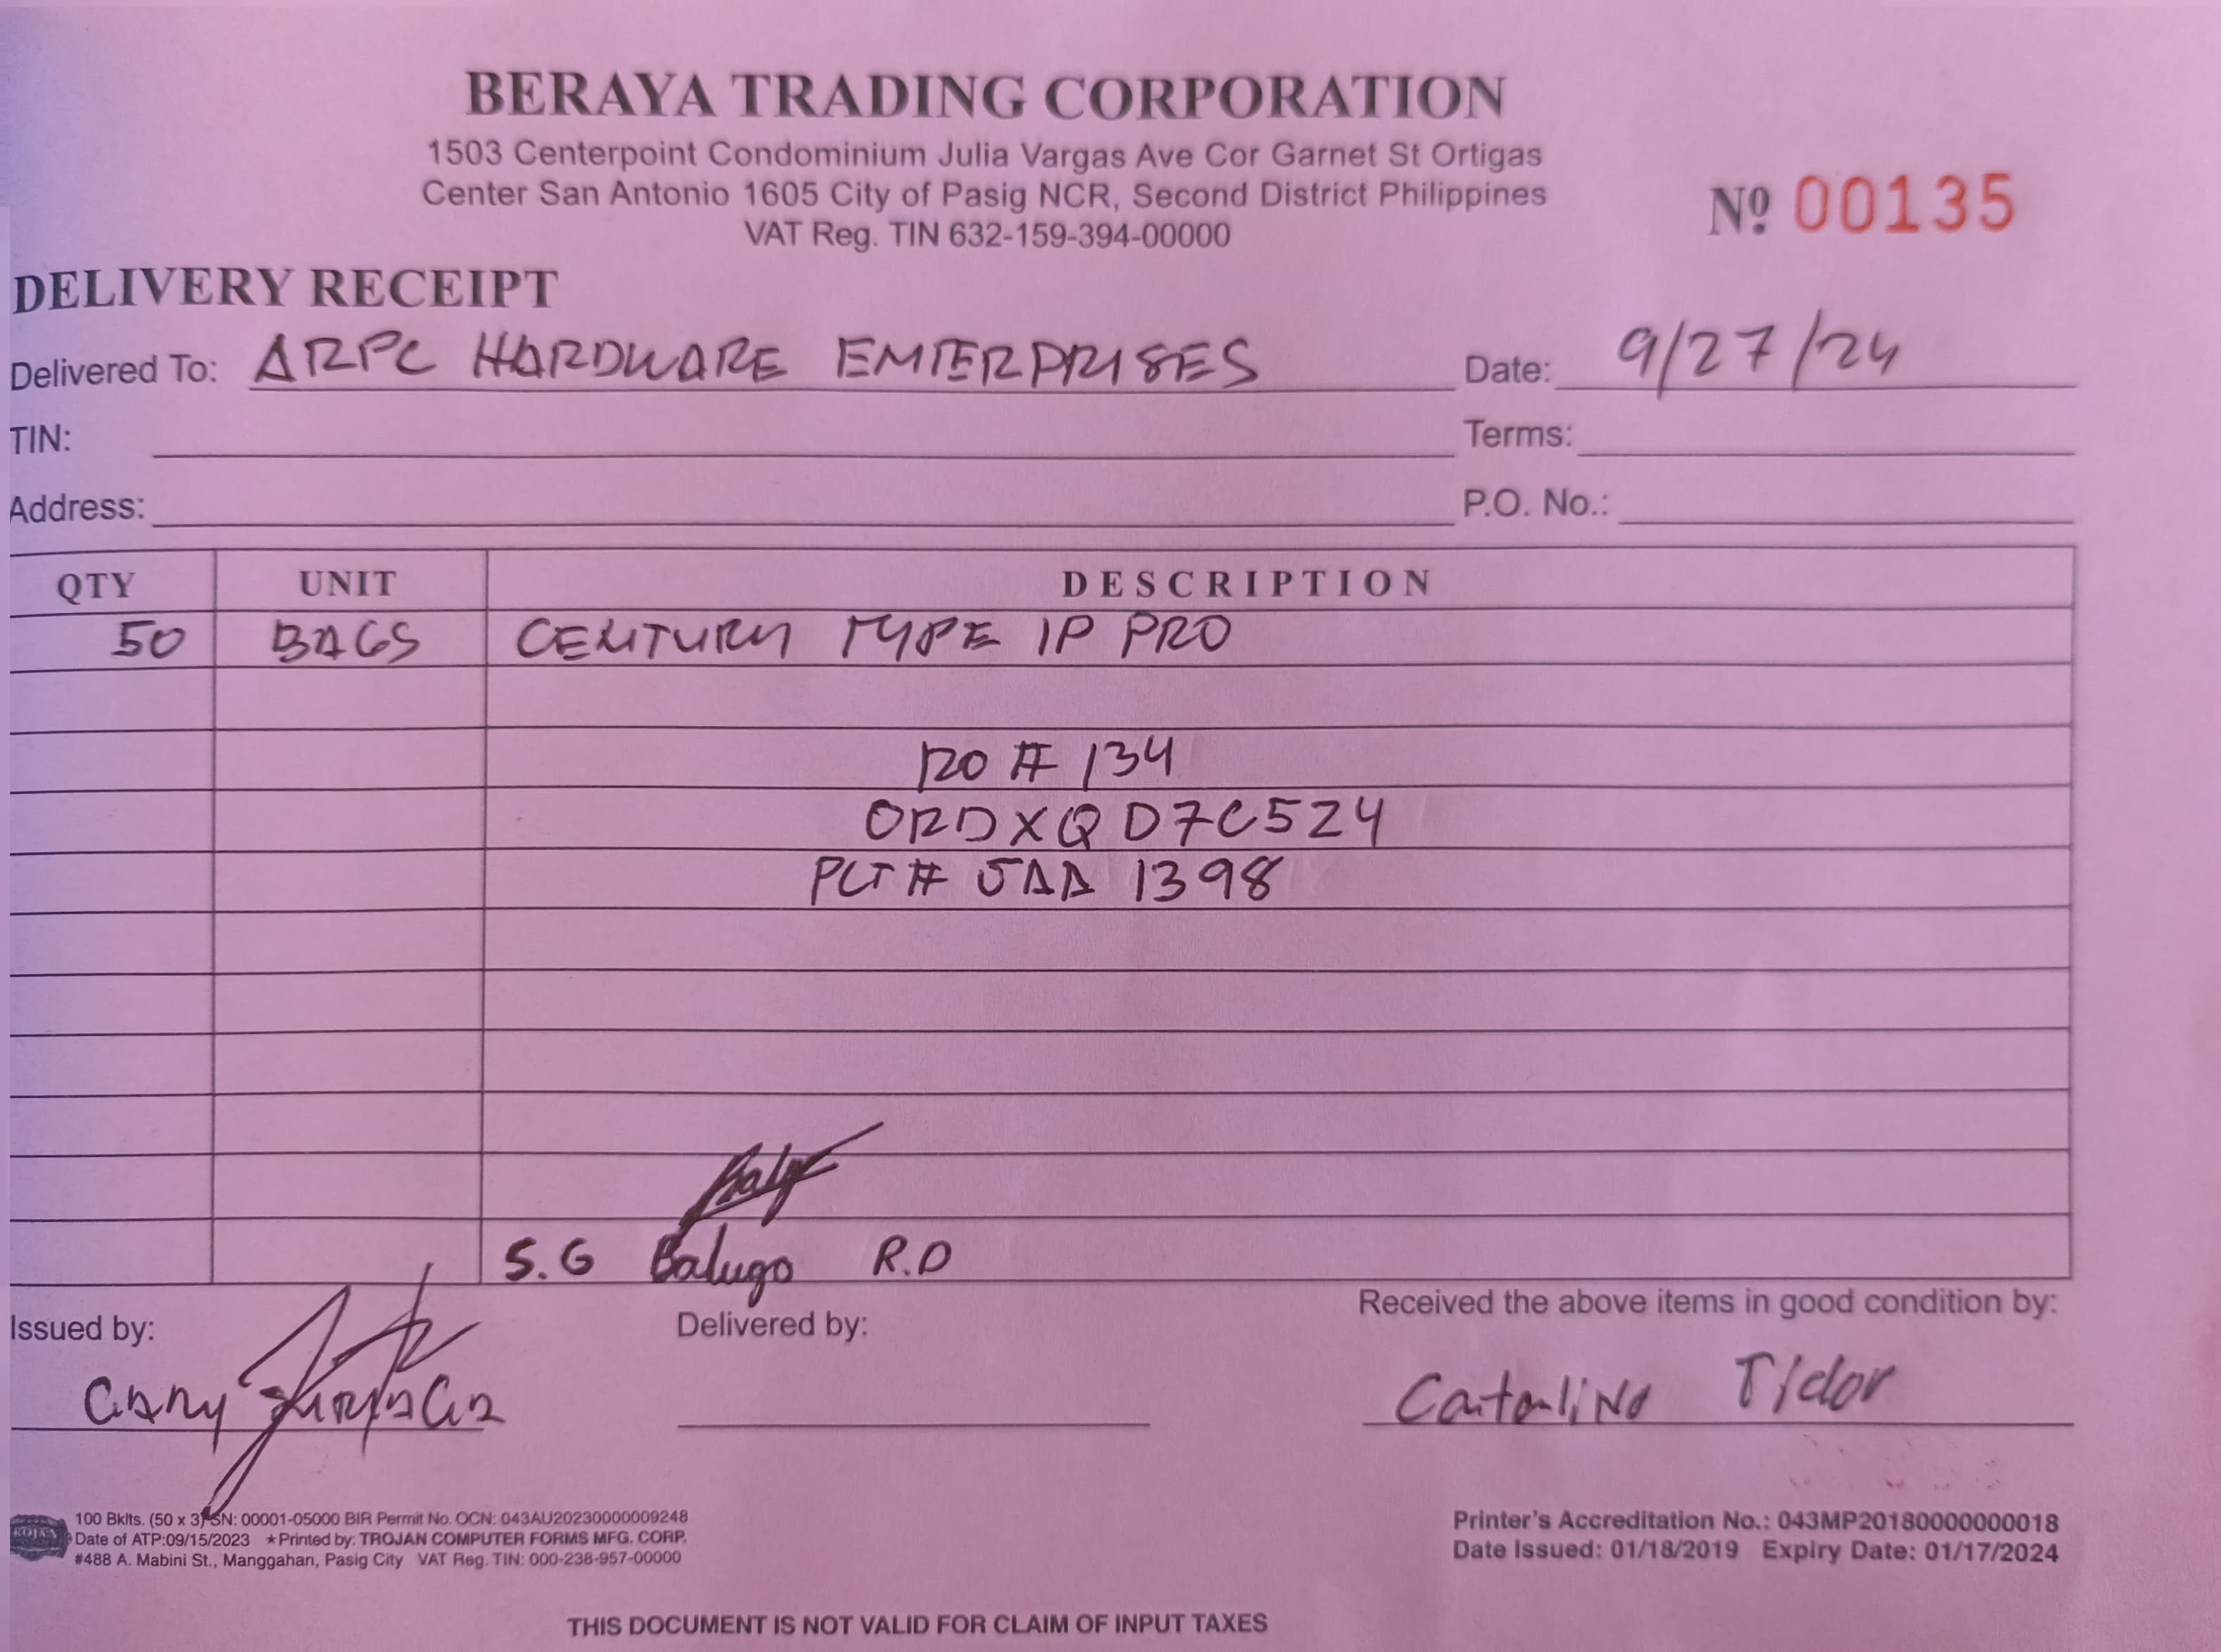 BERAYA TRADING CORPORATION
1503 Centerpoint Condominium Julia Vargas Ave Cor Garnet St Ortigas
Center San Antonio 1605 City of Pasig NCR, Second District Philippines
VAT Reg. TIN 632-159-394-00000
Nº 00135
DELIVERY RECEIPT
Delivered To: ARPC HARDWARE ENTERPRISES Date: 9/27/24
TIN: Terms:
Address: P.O. No.:
QTY UNIT DESCRIPTION
50 BAGS CENTURY TYPE 1P PRO
RO # 134
ORDXQD7C524
PLT # JAA 1398
S.G Balugo R.D
Issued by: Delivered by: Received the above items in good condition by:
Catalino Tidor
100 Bklts. (50 x 3) SN: 00001-05000 BIR Permit No. OCN: 043AU20230000009248
Date of ATP:09/15/2023 ★Printed by: TROJAN COMPUTER FORMS MFG. CORP.
#488 A. Mabini St., Manggahan, Pasig City VAT Reg. TIN: 000-238-957-00000
Printer's Accreditation No.: 043MP20180000000018
Date Issued: 01/18/2019 Expiry Date: 01/17/2024
THIS DOCUMENT IS NOT VALID FOR CLAIM OF INPUT TAXES